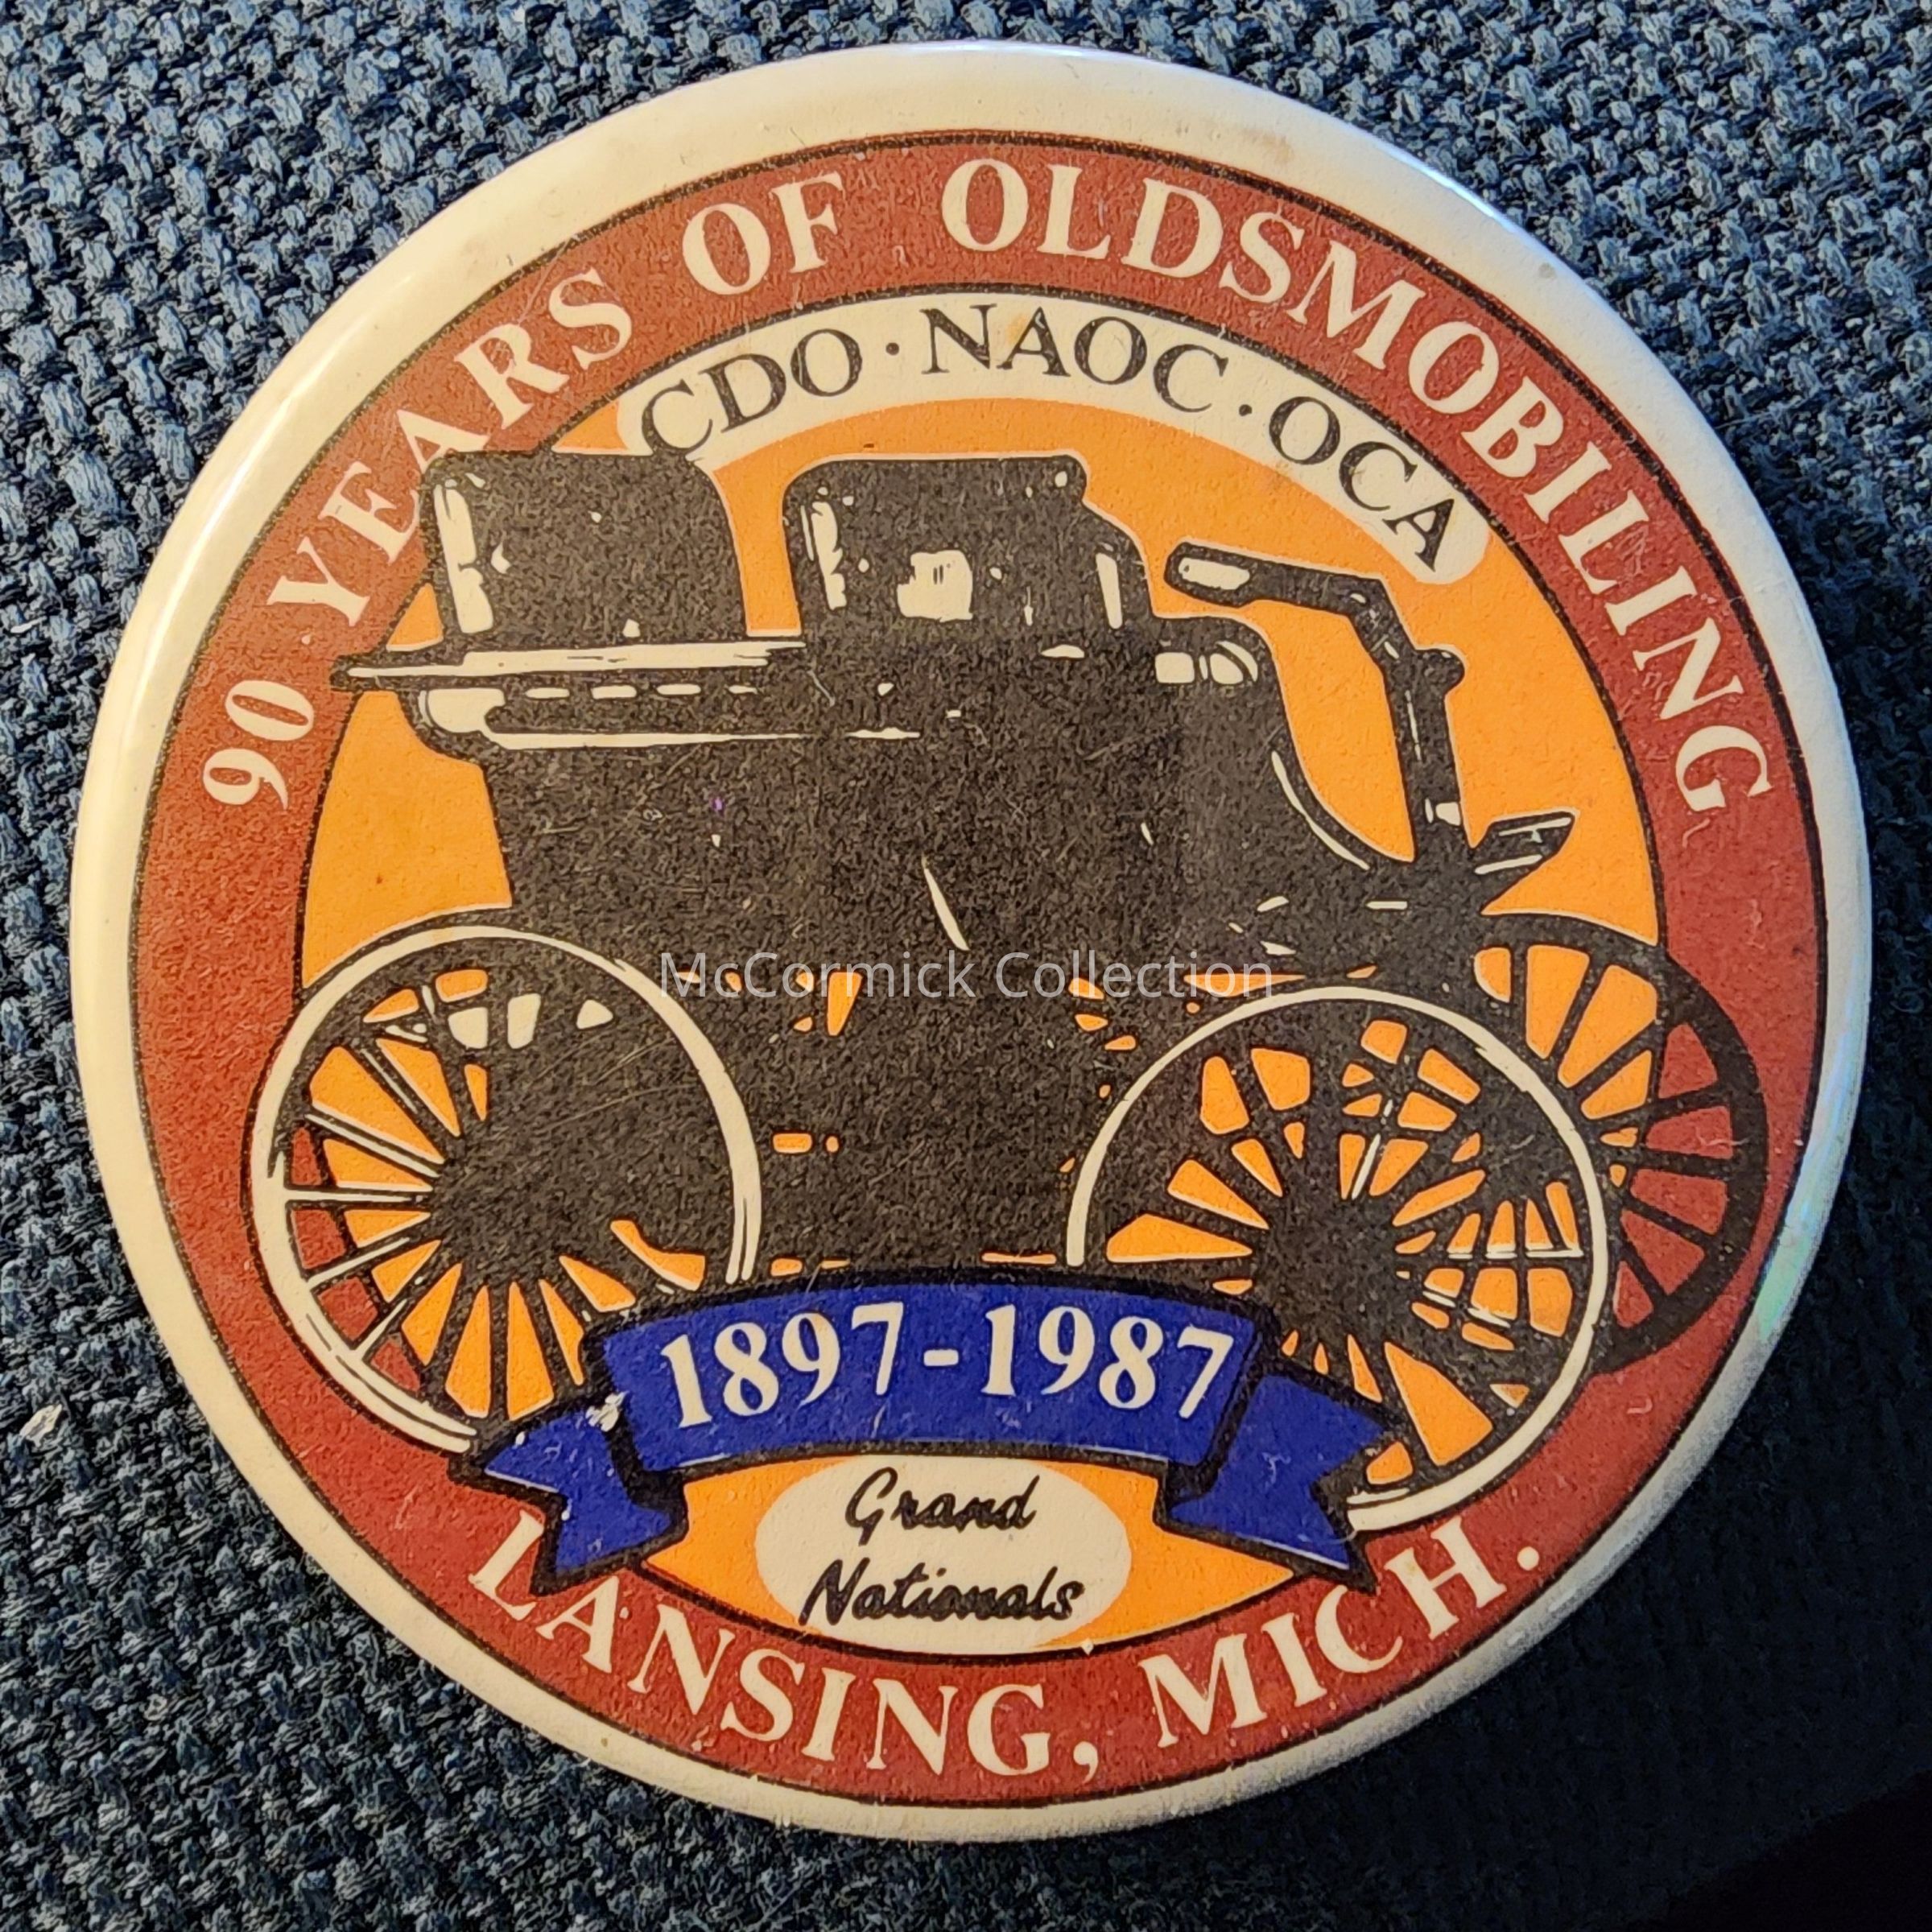 90 YEARS OF OLDSMOBILING
CDO · NAOC · OCA
McCormick Collection
1897-1987
Grand
Nationals
LANSING, MICH.